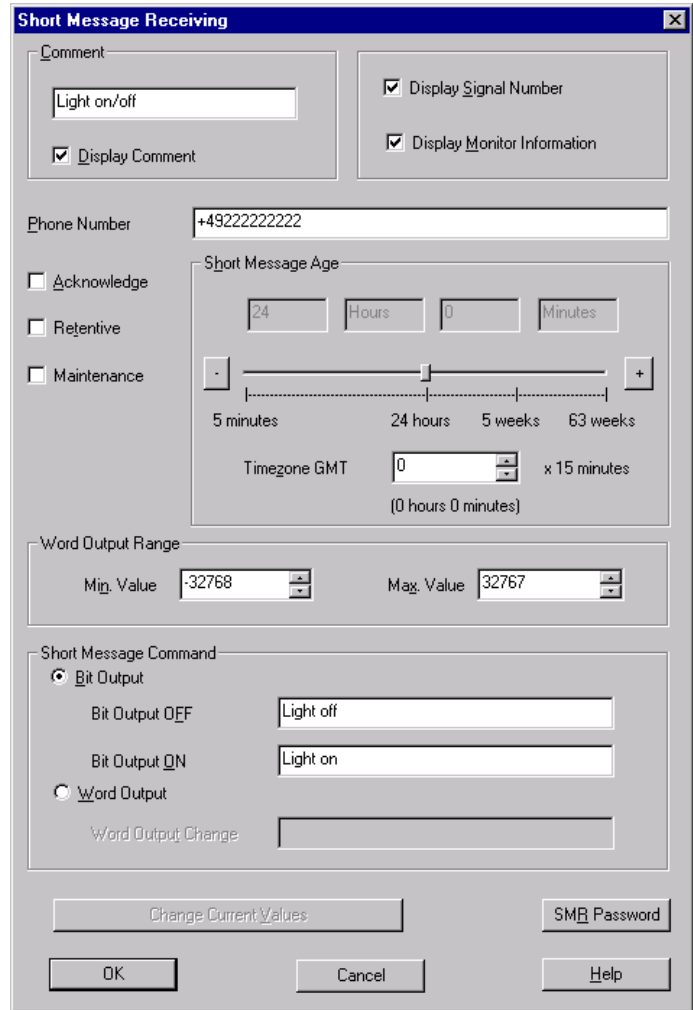 Short Message Receiving
Comment
Light on/off
Display Comment
Display Signal Number
Display Monitor Information
Phone Number
+49222222222
Acknowledge
Retentive
Maintenance
Short Message Age
24 Hours 0 Minutes
- +
5 minutes 24 hours 5 weeks 63 weeks
Timezone GMT 0 x 15 minutes
(0 hours 0 minutes)
Word Output Range
Min. Value -32768 Max. Value 32767
Short Message Command
Bit Output
Bit Output OFF Light off
Bit Output ON Light on
Word Output
Word Output Change
Change Current Values SMR Password
OK Cancel Help